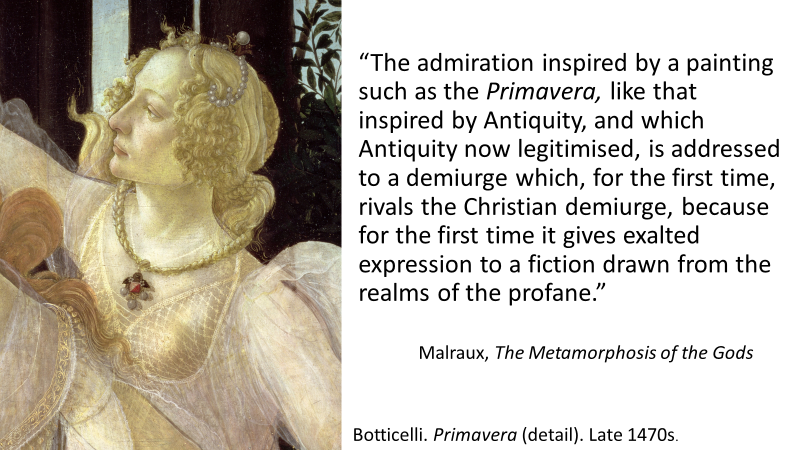 “The admiration inspired by a painting
such as the Primavera, like that
inspired by Antiquity, and which
Antiquity now legitimised, is addressed
to a demiurge which, for the first time,
rivals the Christian demiurge, because
for the first time it gives exalted
expression to a fiction drawn from the
realms of the profane.”
Malraux, The Metamorphosis of the Gods
Botticelli. Primavera (detail). Late 1470s.